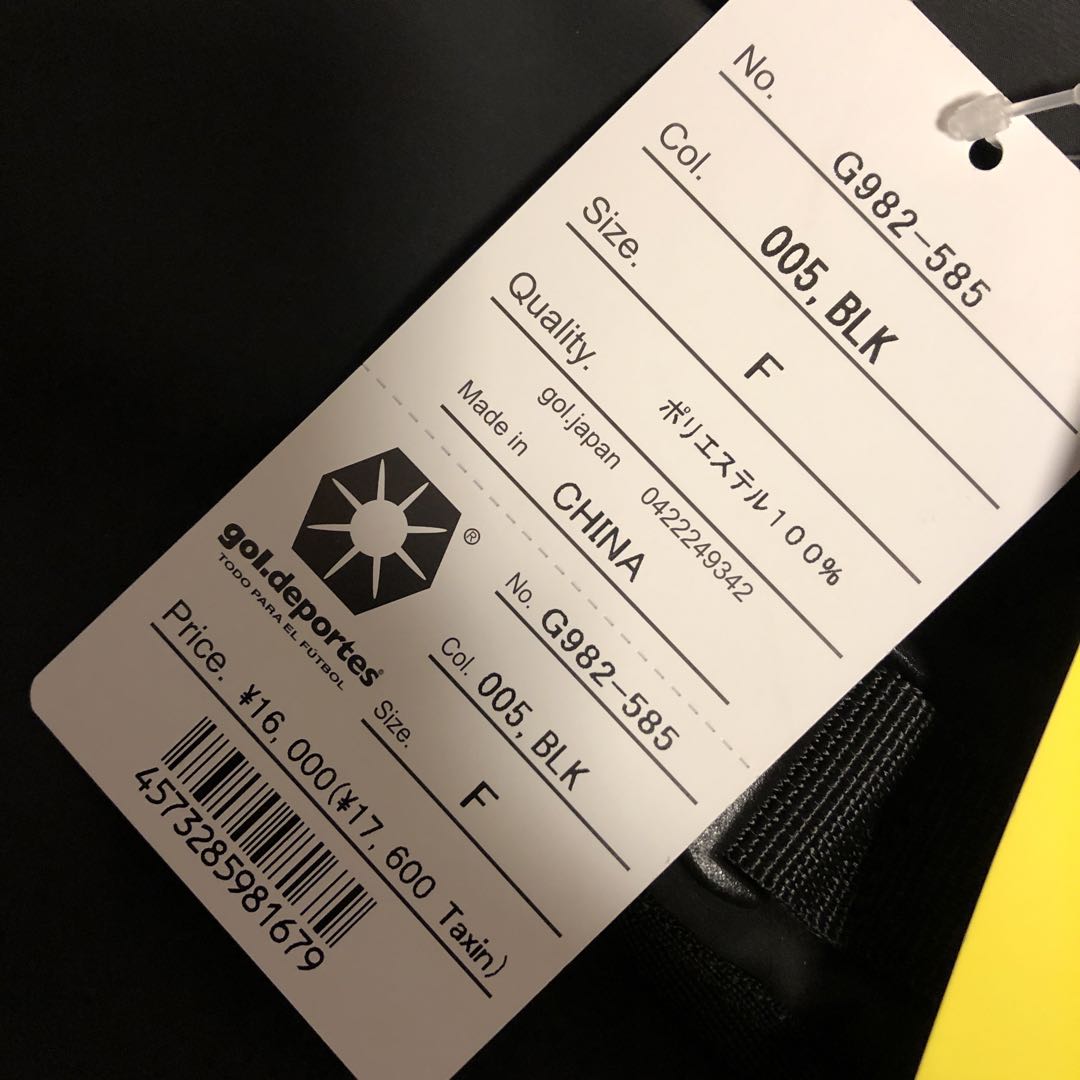 No. G982-585
Col. 005, BLK
Size. F
Quality. ポリエステル100%
gol.japan 0422249342
Made in CHINA
gol.deportes®
TODO PARA EL FÚTBOL
®
No. G982-585
Col. 005, BLK
Size. F
Price. ¥16,000(¥17,600 Taxin)
4573285981679